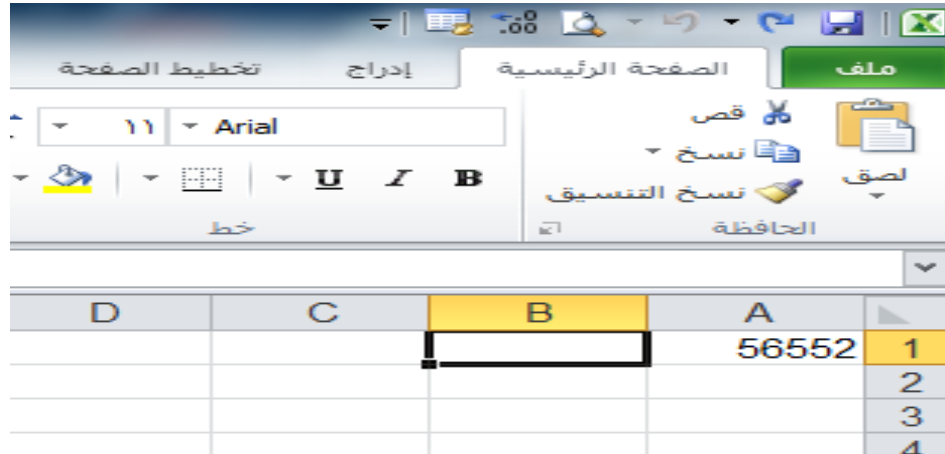 ملف الصفحة الرئيسية إدراج تخطيط الصفحة
لصق
قص
نسخ
نسخ التنسيق
الحافظة
Arial ١١
B I U
خط
A B C D
1 56552
2
3
4